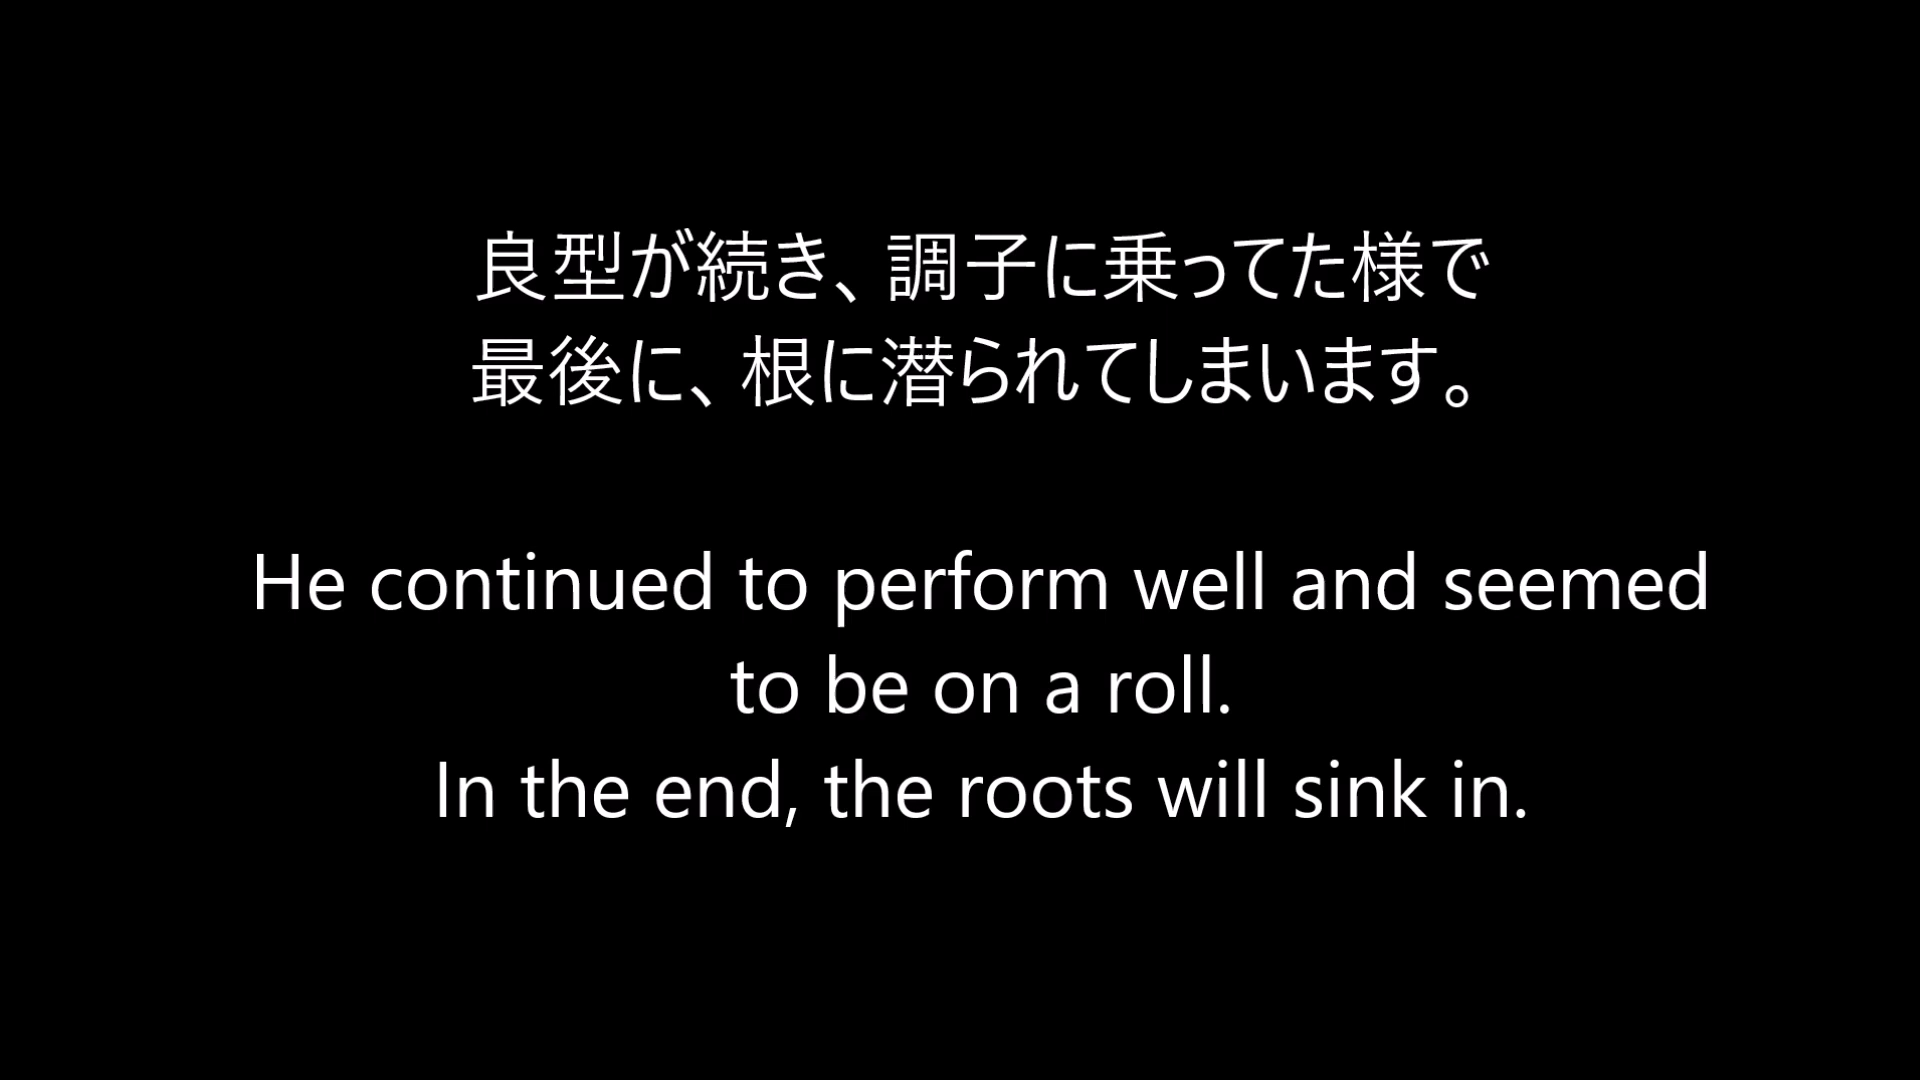 良型が続き、調子に乗ってた様で
最後に、根に潜られてしまいます。
He continued to perform well and seemed
to be on a roll.
In the end, the roots will sink in.